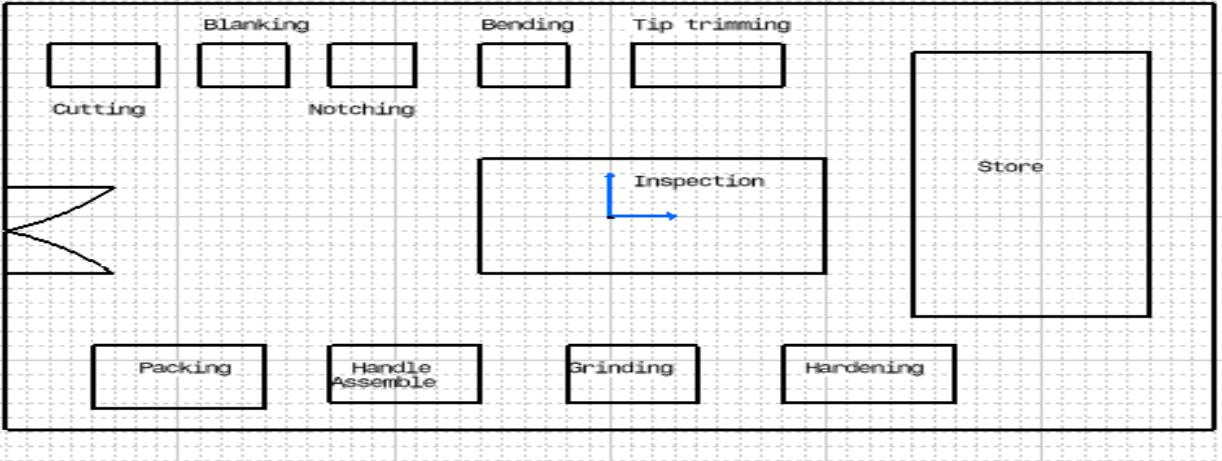 Blanking
Bending
Tip trimming
Cutting
Notching
Store
Inspection
Packing
Handle
Assemble
Grinding
Hardening